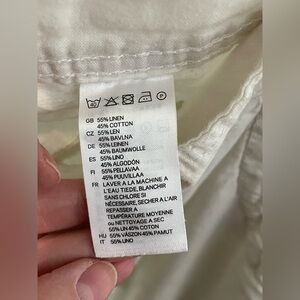 40
GB 55% LINEN
45% COTTON
CZ 55% LEN
45% BAVLNA
DE 55% LEINEN
45% BAUMWOLLE
ES 55% LINO
45% ALGODÓN
FI 55% PELLAVAA
45% PUUVILLAA
FR LAVER A LA MACHINE A
L'EAU TIEDE, BLANCHIR
SANS CHLORE SI
NÉCESSAIRE, SECHER A L'AIR
REPASSER A
TEMPÉRATURE MOYENNE
OU NETTOYAGE A SEC
55% LIN 45% COTON
HU 55% VÁSZON 45% PAMUT
IT 55% LINO